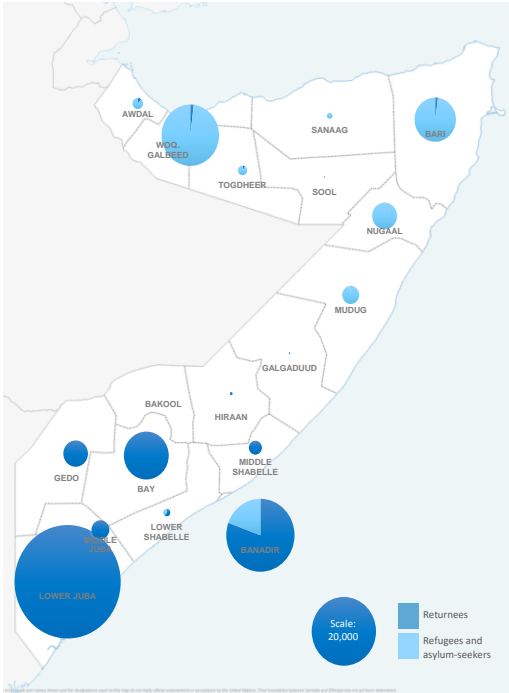 AWDAL
WOQ.
GALBEED
SANAAG
BARI
TOGDHEER
SOOL
NUGAAL
MUDUG
GALGADUUD
BAKOOL
HIRAAN
GEDO
BAY
MIDDLE
SHABELLE
LOWER
SHABELLE
MIDDLE
JUBA
BANADIR
LOWER JUBA
Scale:
20,000
Returnees
Refugees and
asylum-seekers